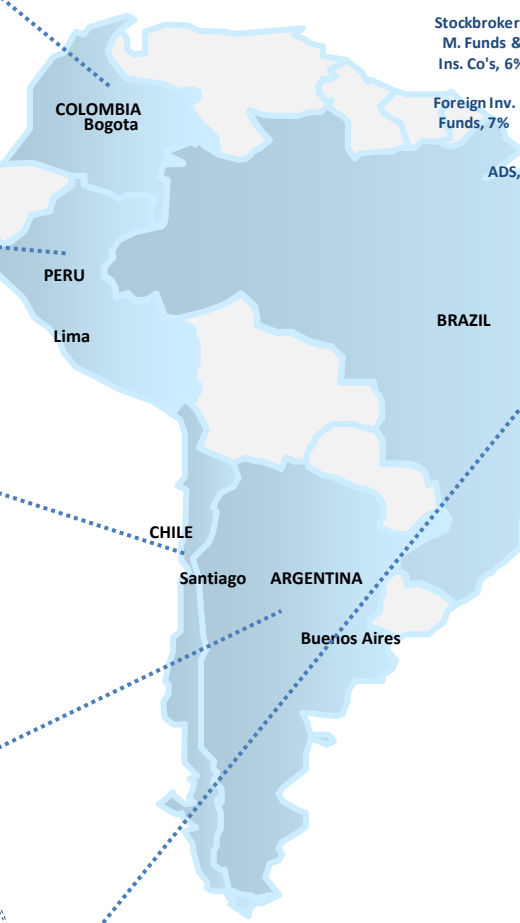 Stockbroker
M. Funds &
Ins. Co's, 6%
Foreign Inv.
Funds, 7%
ADS,
COLOMBIA
Bogota
PERU
Lima
BRAZIL
CHILE
Santiago
ARGENTINA
Buenos Aires